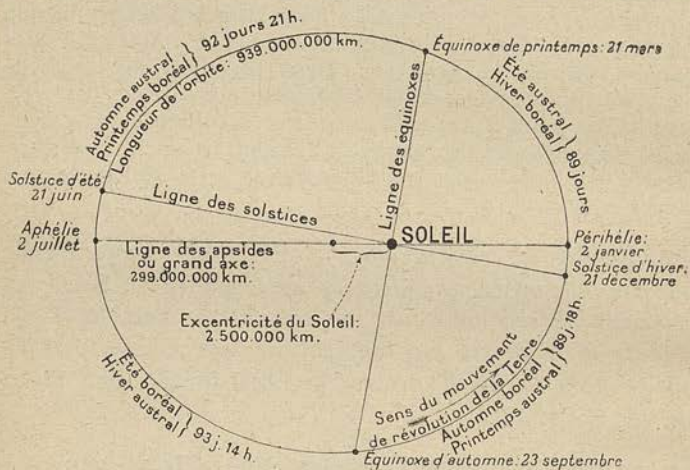 Automne austral
Printemps boréal
} 92 jours 21 h.
Longueur de l'orbite: 939.000.000 km.
Équinoxe de printemps: 21 mars
Été austral
Hiver boréal
} 89 jours
Ligne des équinoxes
Solstice d'été
21 juin
Ligne des solstices
Aphélie
2 juillet
SOLEIL
Périhélie:
2 janvier
Ligne des apsides
ou grand axe:
299.000.000 km.
Solstice d'hiver:
21 decembre
Excentricité du Soleil:
2.500.000 km.
Été boréal
Hiver austral
} 93 j. 14 h.
Sens du mouvement
de révolution de la Terre
Automne boréal
Printemps austral
} 89 j. 18 h.
Équinoxe d'automne: 23 septembre